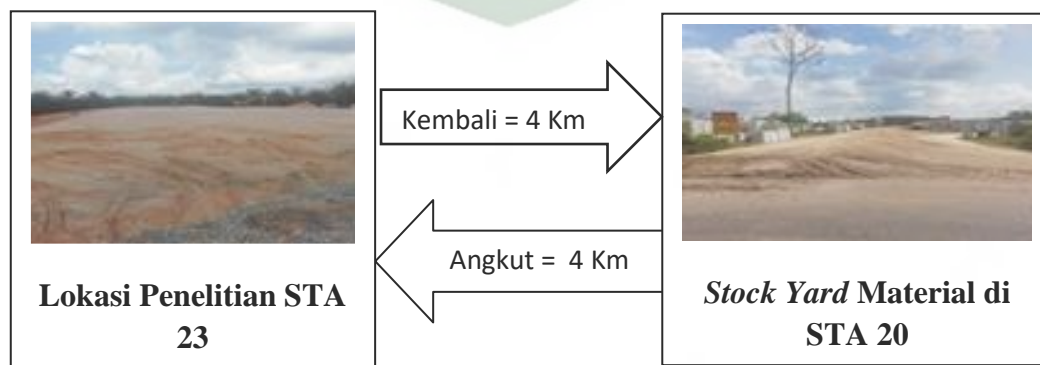 Kembali = 4 Km
Angkut = 4 Km
Lokasi Penelitian STA
23
Stock Yard Material di
STA 20